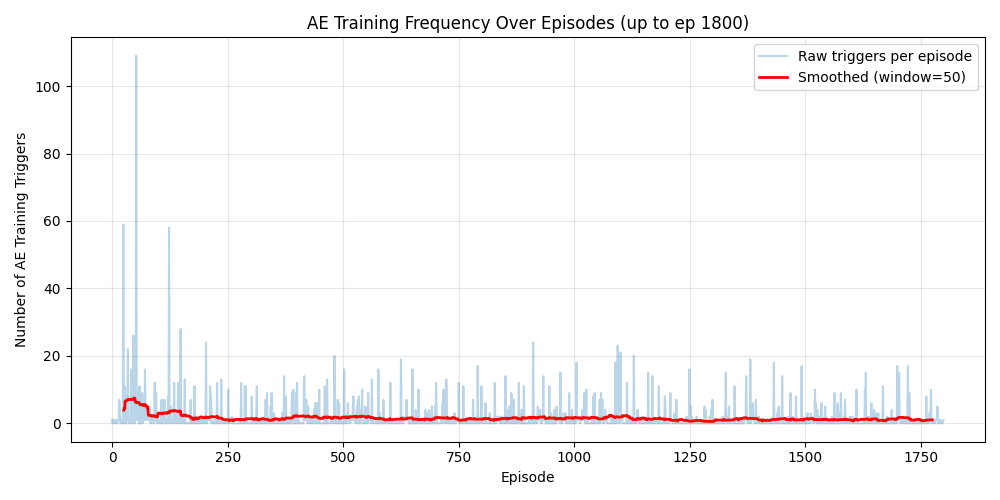 AE Training Frequency Over Episodes (up to ep 1800)
Raw triggers per episode
Smoothed (window=50)
Number of AE Training Triggers
100
80
60
40
20
0
0 250 500 750 1000 1250 1500 1750
Episode